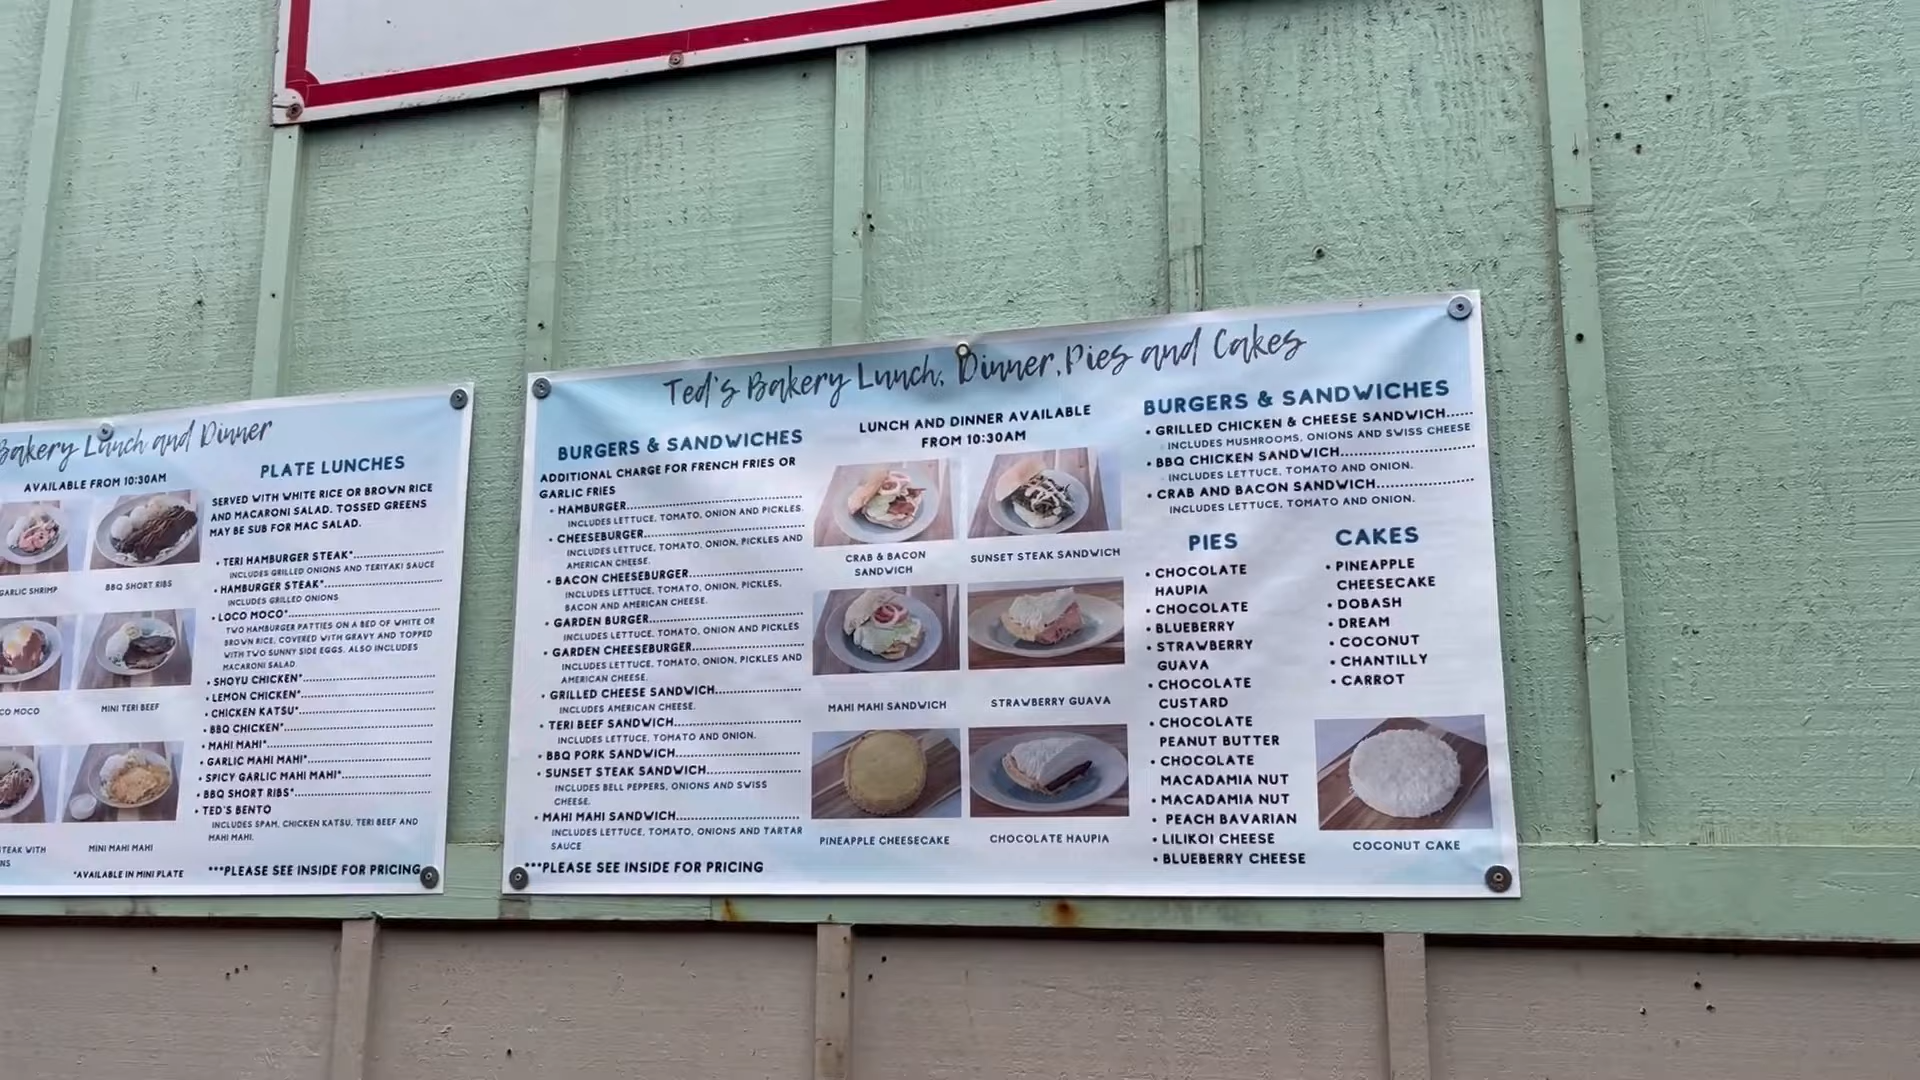 Bakery Lunch and Dinner
AVAILABLE FROM 10:30AM
GARLIC SHRIMP
BBQ SHORT RIBS
CO MOCO
MINI TERI BEEF
STEAK WITH
NS
MINI MAHI MAHI
*AVAILABLE IN MINI PLATE
PLATE LUNCHES
SERVED WITH WHITE RICE OR BROWN RICE
AND MACARONI SALAD. TOSSED GREENS
MAY BE SUB FOR MAC SALAD.
• TERI HAMBURGER STEAK*
INCLUDES GRILLED ONIONS AND TERIYAKI SAUCE
• HAMBURGER STEAK*
INCLUDES GRILLED ONIONS
• LOCO MOCO*
TWO HAMBURGER PATTIES ON A BED OF WHITE OR
BROWN RICE, COVERED WITH GRAVY AND TOPPED
WITH TWO SUNNY SIDE EGGS. ALSO INCLUDES
MACARONI SALAD.
• SHOYU CHICKEN*
• LEMON CHICKEN*
• CHICKEN KATSU*
• BBQ CHICKEN*
• MAHI MAHI*
• GARLIC MAHI MAHI*
• SPICY GARLIC MAHI MAHI*
• BBQ SHORT RIBS*
• TED'S BENTO
INCLUDES SPAM, CHICKEN KATSU, TERI BEEF AND
MAHI MAHI.
***PLEASE SEE INSIDE FOR PRICING
Ted's Bakery Lunch, Dinner, Pies and Cakes
BURGERS & SANDWICHES
ADDITIONAL CHARGE FOR FRENCH FRIES OR
GARLIC FRIES
• HAMBURGER
INCLUDES LETTUCE, TOMATO, ONION AND PICKLES.
• CHEESEBURGER
INCLUDES LETTUCE, TOMATO, ONION, PICKLES AND
AMERICAN CHEESE.
• BACON CHEESEBURGER
INCLUDES LETTUCE, TOMATO, ONION, PICKLES,
BACON AND AMERICAN CHEESE.
• GARDEN BURGER
INCLUDES LETTUCE, TOMATO, ONION AND PICKLES
• GARDEN CHEESEBURGER
INCLUDES LETTUCE, TOMATO, ONION, PICKLES AND
AMERICAN CHEESE.
• GRILLED CHEESE SANDWICH
INCLUDES AMERICAN CHEESE.
• TERI BEEF SANDWICH
INCLUDES LETTUCE, TOMATO AND ONION.
• BBQ PORK SANDWICH
• SUNSET STEAK SANDWICH
INCLUDES BELL PEPPERS, ONIONS AND SWISS
CHEESE.
• MAHI MAHI SANDWICH
INCLUDES LETTUCE, TOMATO, ONIONS AND TARTAR
SAUCE
***PLEASE SEE INSIDE FOR PRICING
LUNCH AND DINNER AVAILABLE
FROM 10:30AM
CRAB & BACON
SANDWICH
SUNSET STEAK SANDWICH
MAHI MAHI SANDWICH
STRAWBERRY GUAVA
PINEAPPLE CHEESECAKE
CHOCOLATE HAUPIA
BURGERS & SANDWICHES
• GRILLED CHICKEN & CHEESE SANDWICH
INCLUDES MUSHROOMS, ONIONS AND SWISS CHEESE
• BBQ CHICKEN SANDWICH
INCLUDES LETTUCE, TOMATO AND ONION.
• CRAB AND BACON SANDWICH
INCLUDES LETTUCE, TOMATO AND ONION.
PIES
• CHOCOLATE
HAUPIA
• CHOCOLATE
• BLUEBERRY
• STRAWBERRY
GUAVA
• CHOCOLATE
CUSTARD
• CHOCOLATE
PEANUT BUTTER
• CHOCOLATE
MACADAMIA NUT
• MACADAMIA NUT
• PEACH BAVARIAN
• LILIKOI CHEESE
• BLUEBERRY CHEESE
CAKES
• PINEAPPLE
CHEESECAKE
• DOBASH
• DREAM
• COCONUT
• CHANTILLY
• CARROT
COCONUT CAKE